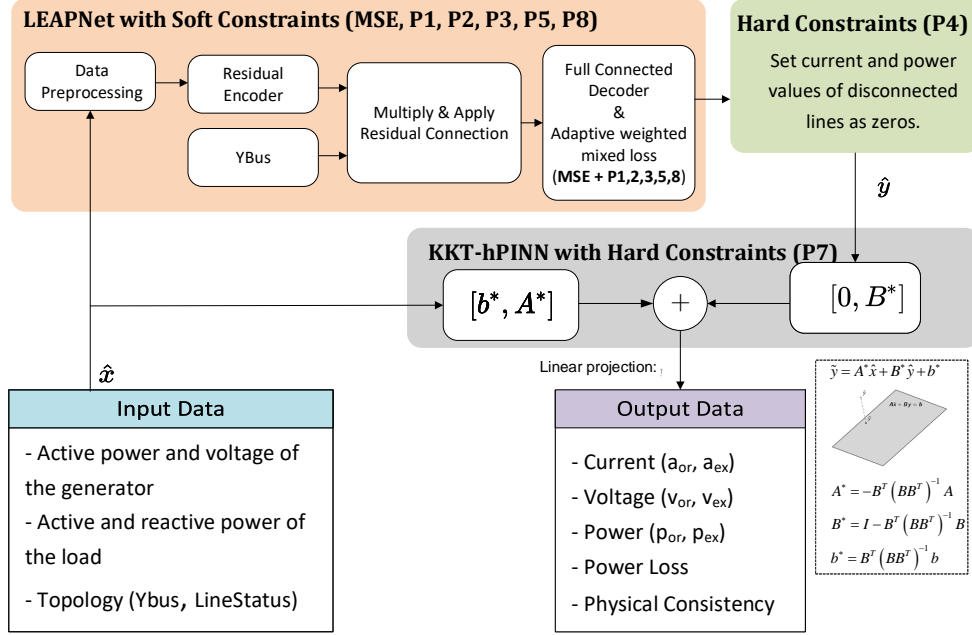 LEAPNet with Soft Constraints (MSE, P1, P2, P3, P5, P8)
Data
Preprocessing
Residual
Encoder
YBus
Multiply & Apply
Residual Connection
Full Connected
Decoder
&
Adaptive weighted
mixed loss
(MSE + P1,2,3,5,8)
Hard Constraints (P4)
Set current and power
values of disconnected
lines as zeros.
ŷ
KKT-hPINN with Hard Constraints (P7)
[b*, A*]
+
[0, B*]
x̂
Linear projection:
Input Data
- Active power and voltage of
the generator
- Active and reactive power of
the load
- Topology (Ybus, LineStatus)
Output Data
- Current (a_or, a_ex)
- Voltage (v_or, v_ex)
- Power (p_or, p_ex)
- Power Loss
- Physical Consistency
ỹ = A*x̂ + B*ŷ + b*
A* = −B^T (BB^T)^−1 A
B* = I − B^T (BB^T)^−1 B
b* = B^T (BB^T)^−1 b